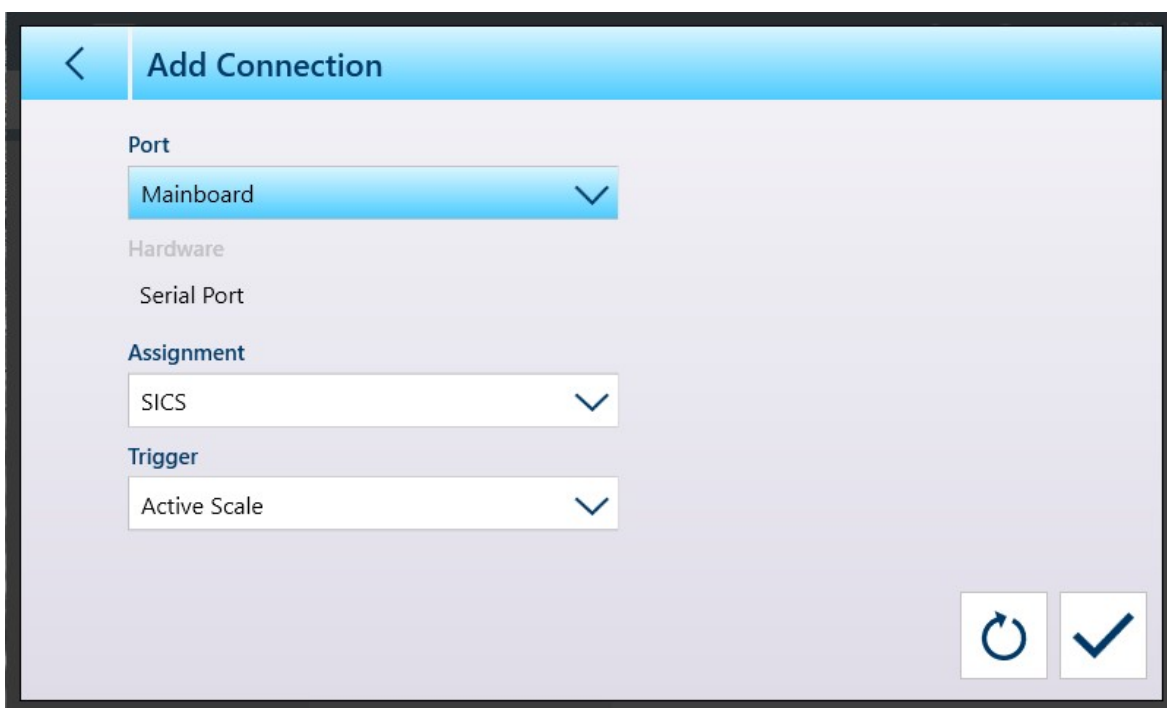 Add Connection
Port
Mainboard
Hardware
Serial Port
Assignment
SICS
Trigger
Active Scale